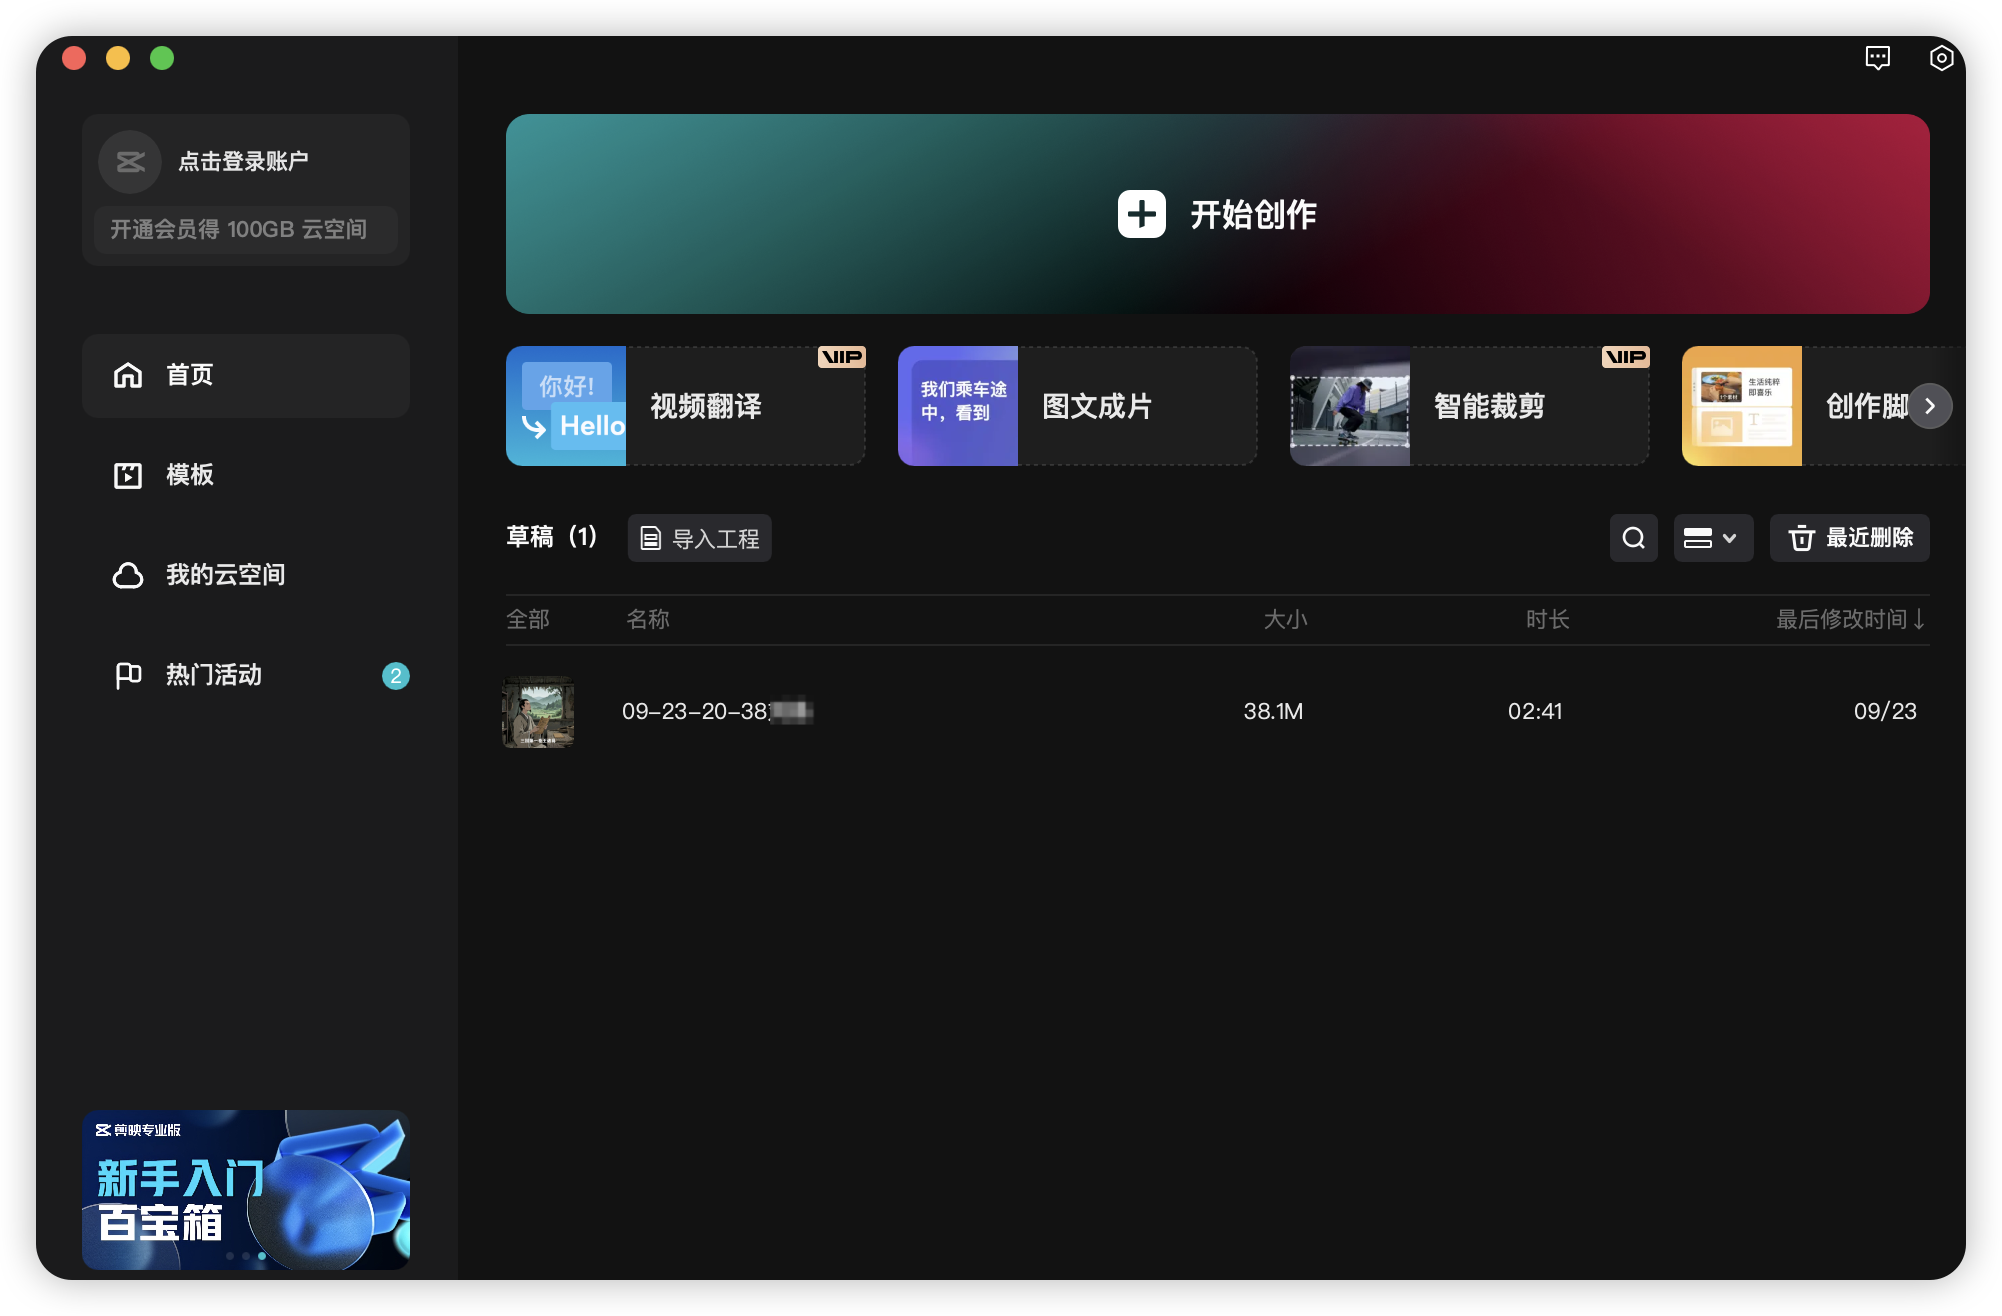 点击登录账户
开通会员得 100GB 云空间
首页
模板
我的云空间
热门活动
2
剪映专业版
新手入门
百宝箱
开始创作
你好!
Hello
视频翻译
VIP
我们乘车途
中，看到
图文成片
智能裁剪
VIP
生活纯粹
即喜乐
创作脚
草稿（1）
导入工程
最近删除
全部
名称
大小
时长
最后修改时间↓
09-23-20-38
38.1M
02:41
09/23